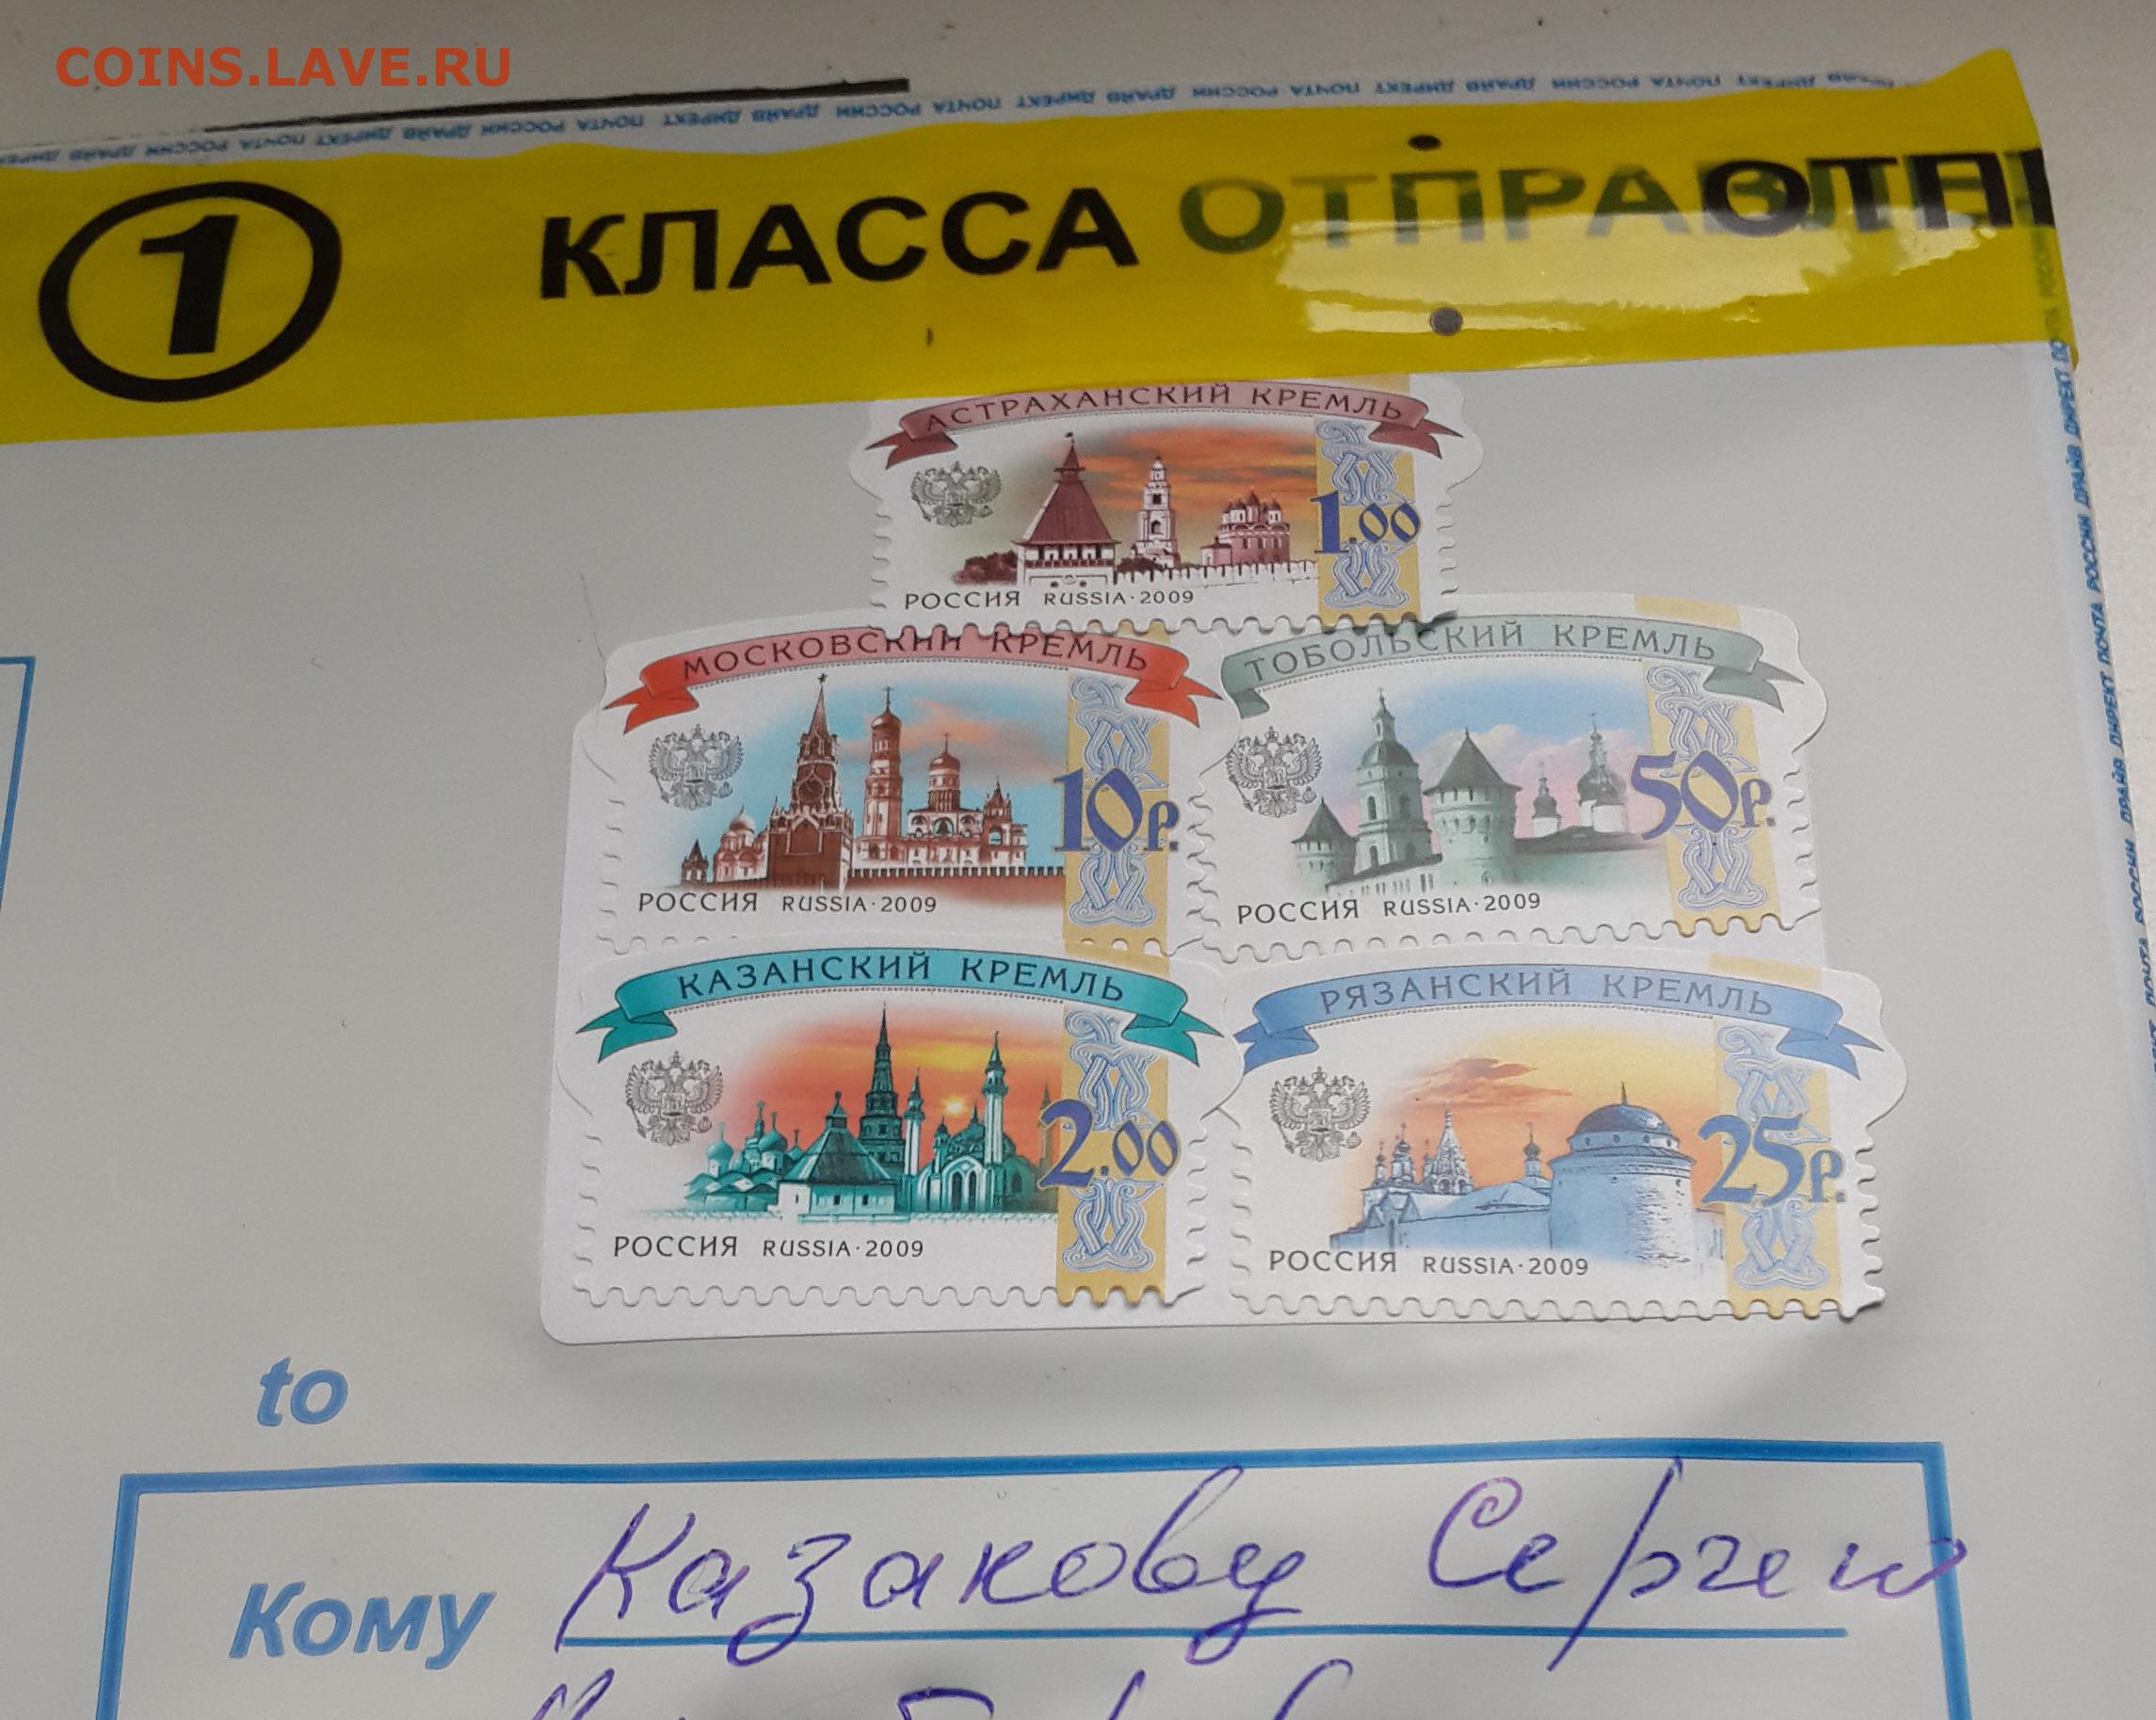 COINS.LAVE.RU
ПОЧТА РОССИИ ДРАЙВ ДИРЕКТ ПОЧТА РОССИИ ДРАЙВ ДИРЕКТ
1 КЛАССА ОТПРАВЛЕ
АСТРАХАНСКИЙ КРЕМЛЬ
1.00
РОССИЯ RUSSIA·2009
МОСКОВСКИЙ КРЕМЛЬ
10р.
РОССИЯ RUSSIA·2009
ТОБОЛЬСКИЙ КРЕМЛЬ
50р.
РОССИЯ RUSSIA·2009
КАЗАНСКИЙ КРЕМЛЬ
2.00
РОССИЯ RUSSIA·2009
РЯЗАНСКИЙ КРЕМЛЬ
25р.
РОССИЯ RUSSIA·2009
to
Кому Казакову Сергею